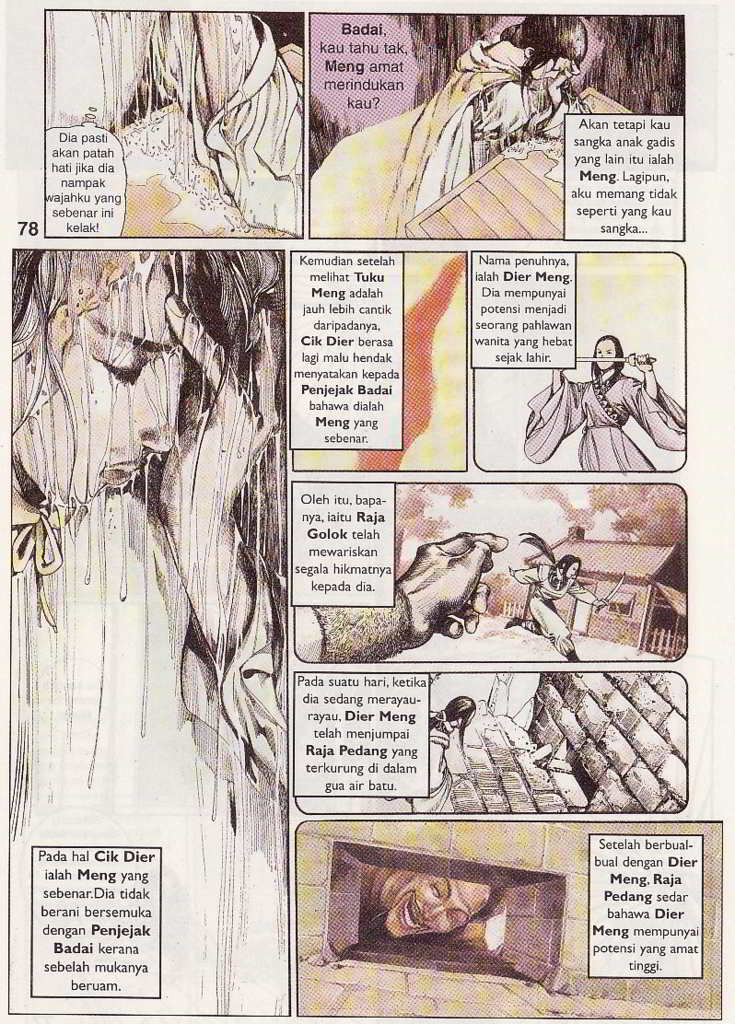 Dia pasti
akan patah
hati jika dia
nampak
wajahku yang
sebenar ini
kelak!
Badai,
kau tahu tak,
Meng amat
merindukan
kau?
Akan tetapi kau
sangka anak gadis
yang lain itu ialah
Meng. Lagipun,
aku memang tidak
seperti yang kau
sangka...
78
Pada hal Cik Dier
ialah Meng yang
sebenar.Dia tidak
berani bersemuka
dengan Penjejak
Badai kerana
sebelah mukanya
beruam.
Kemudian setelah
melihat Tuku
Meng adalah
jauh lebih cantik
daripadanya,
Cik Dier berasa
lagi malu hendak
menyatakan kepada
Penjejak Badai
bahawa dialah
Meng yang
sebenar.
Nama penuhnya,
ialah Dier Meng.
Dia mempunyai
potensi menjadi
seorang pahlawan
wanita yang hebat
sejak lahir.
Oleh itu, bapa-
nya, iaitu Raja
Golok telah
mewariskan
segala hikmatnya
kepada dia.
Pada suatu hari, ketika
dia sedang merayau-
rayau, Dier Meng
telah menjumpai
Raja Pedang yang
terkurung di dalam
gua air batu.
Setelah berbual-
bual dengan Dier
Meng, Raja
Pedang sedar
bahawa Dier
Meng mempunyai
potensi yang amat
tinggi.